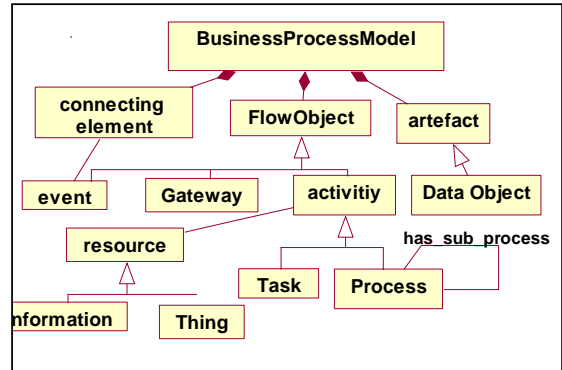 BusinessProcessModel
connecting
element
FlowObject
artefact
event
Gateway
activitiy
Data Object
resource
has_sub_process
Task
Process
nformation
Thing